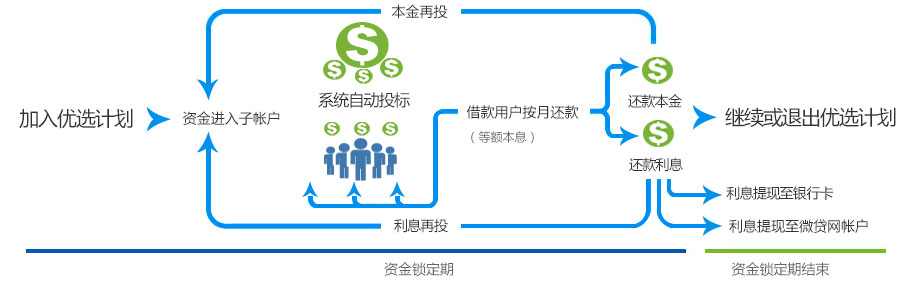 本金再投
系统自动投标
加入优选计划
资金进入子帐户
借款用户按月还款
（等额本息）
还款本金
还款利息
继续或退出优选计划
利息提现至银行卡
利息再投
利息提现至微贷网帐户
资金锁定期
资金锁定期结束